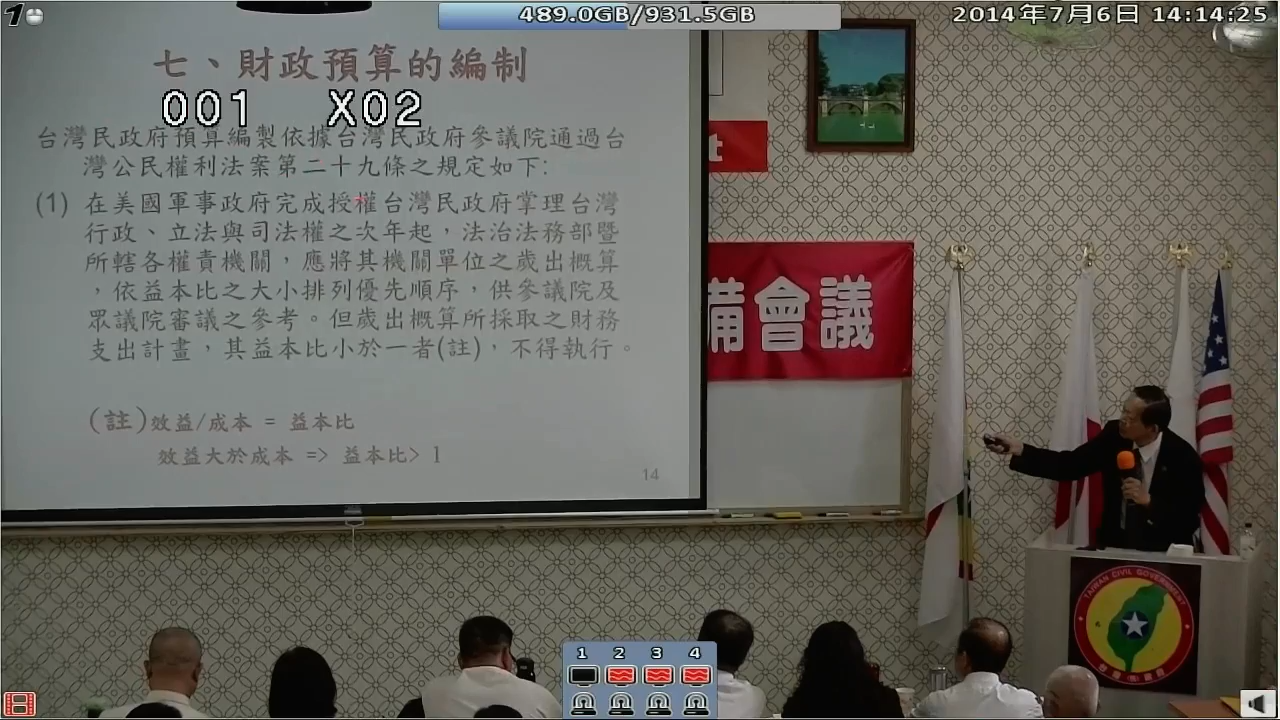 1
489.0GB/931.5GB
2014年7月6日 14:14:25
七、財政預算的編制
001 X02
台灣民政府預算編製依據台灣民政府參議院通過台
灣公民權利法案第二十九條之規定如下:
(1) 在美國軍事政府完成授權台灣民政府掌理台灣
行政、立法與司法權之次年起，法治法務部暨
所轄各權責機關，應將其機關單位之歲出概算
，依益本比之大小排列優先順序，供參議院及
眾議院審議之參考。但歲出概算所採取之財務
支出計畫，其益本比小於一者(註)，不得執行。
(註)效益/成本 = 益本比
效益大於成本 => 益本比> 1
14
t
備會議
TAIWAN CIVIL GOVERNMENT
1 2 3 4